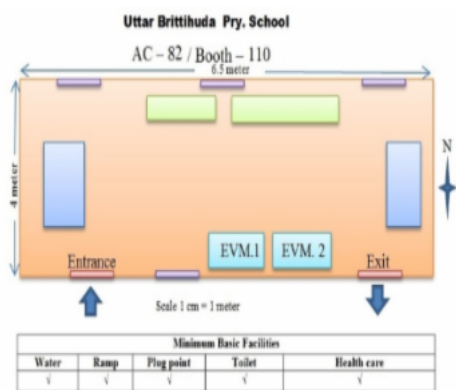 Uttar Brittihuda Pry. School
AC – 82 / Booth – 110
6.5 meter
4 meter
N
EVM.1 EVM. 2
Entrance Exit
Scale 1 cm = 1 meter
Minimum Basic Facilities
Water Ramp Plug point Toilet Health care
√ √ √ √ √